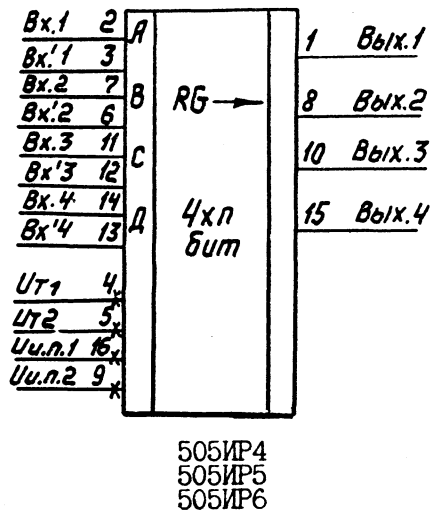 Вх.1 2 А
Вх.'1 3
Вх.2 7 В
Вх.'2 6
Вх.3 11 С
Вх'3 12
Вх.4 14 Д
Вх'4 13
Uт1 4
Uт2 5
Uи.п.1 16
Uи.п.2 9
RG
4хп
бит
1 Вых.1
8 Вых.2
10 Вых.3
15 Вых.4
505ИР4
505ИР5
505ИР6